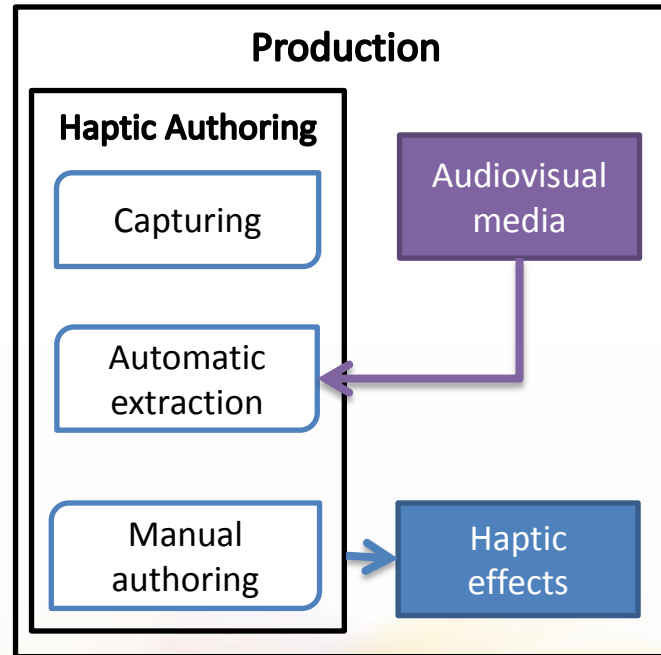 Production
Haptic Authoring
Capturing
Automatic
extraction
Manual
authoring
Audiovisual
media
Haptic
effects